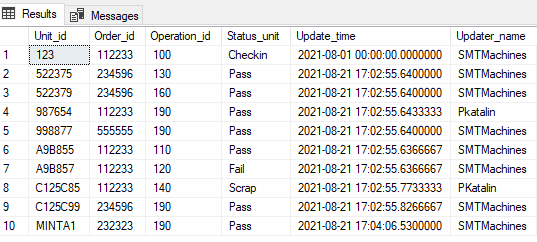 Results Messages
Unit_id Order_id Operation_id Status_unit Update_time Updater_name
1 123 112233 100 Checkin 2021-08-01 00:00:00.0000000 SMTMachines
2 522375 234596 130 Pass 2021-08-21 17:02:55.6400000 SMTMachines
3 522379 234596 160 Pass 2021-08-21 17:02:55.6400000 SMTMachines
4 987654 112233 190 Pass 2021-08-21 17:02:55.6433333 Pkatalin
5 998877 555555 190 Pass 2021-08-21 17:02:55.6400000 SMTMachines
6 A9B855 112233 110 Pass 2021-08-21 17:02:55.6366667 SMTMachines
7 A9B857 112233 120 Fail 2021-08-21 17:02:55.6366667 SMTMachines
8 C125C85 112233 140 Scrap 2021-08-21 17:02:55.7733333 PKatalin
9 C125C99 234596 190 Pass 2021-08-21 17:02:55.8266667 SMTMachines
10 MINTA1 232323 190 Pass 2021-08-21 17:04:06.5300000 SMTMachines